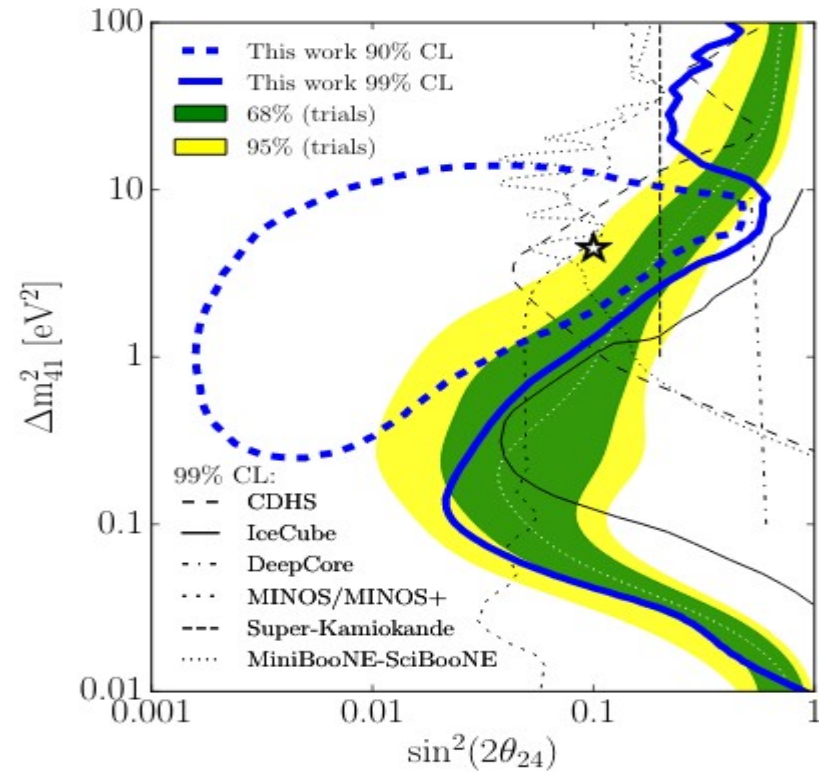 100
This work 90% CL
This work 99% CL
68% (trials)
95% (trials)
10
Δm²₄₁ [eV²]
1
99% CL:
CDHS
0.1
IceCube
DeepCore
MINOS/MINOS+
Super-Kamiokande
MiniBooNE-SciBooNE
0.01
0.001
0.01
0.1
1
sin²(2θ₂₄)